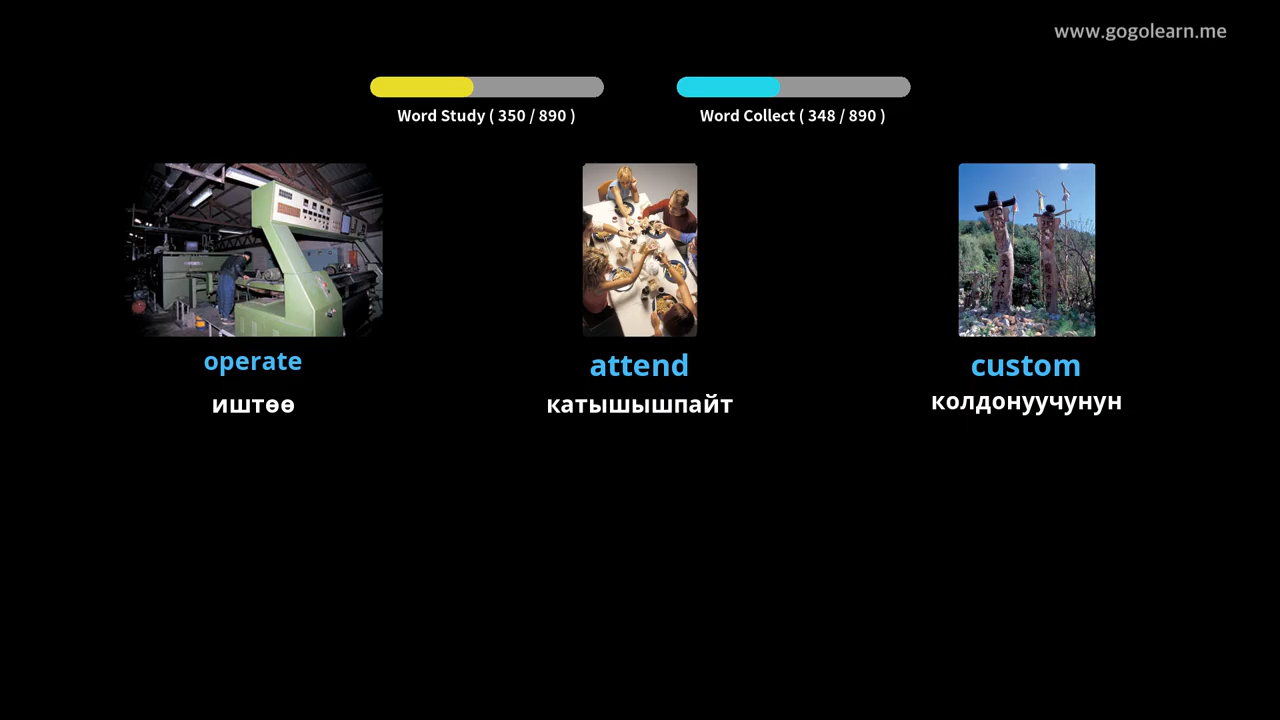 www.gogolearn.me
Word Study ( 350 / 890 )
Word Collect ( 348 / 890 )
operate
attend
custom
иштөө
катышышпайт
колдонуучунун